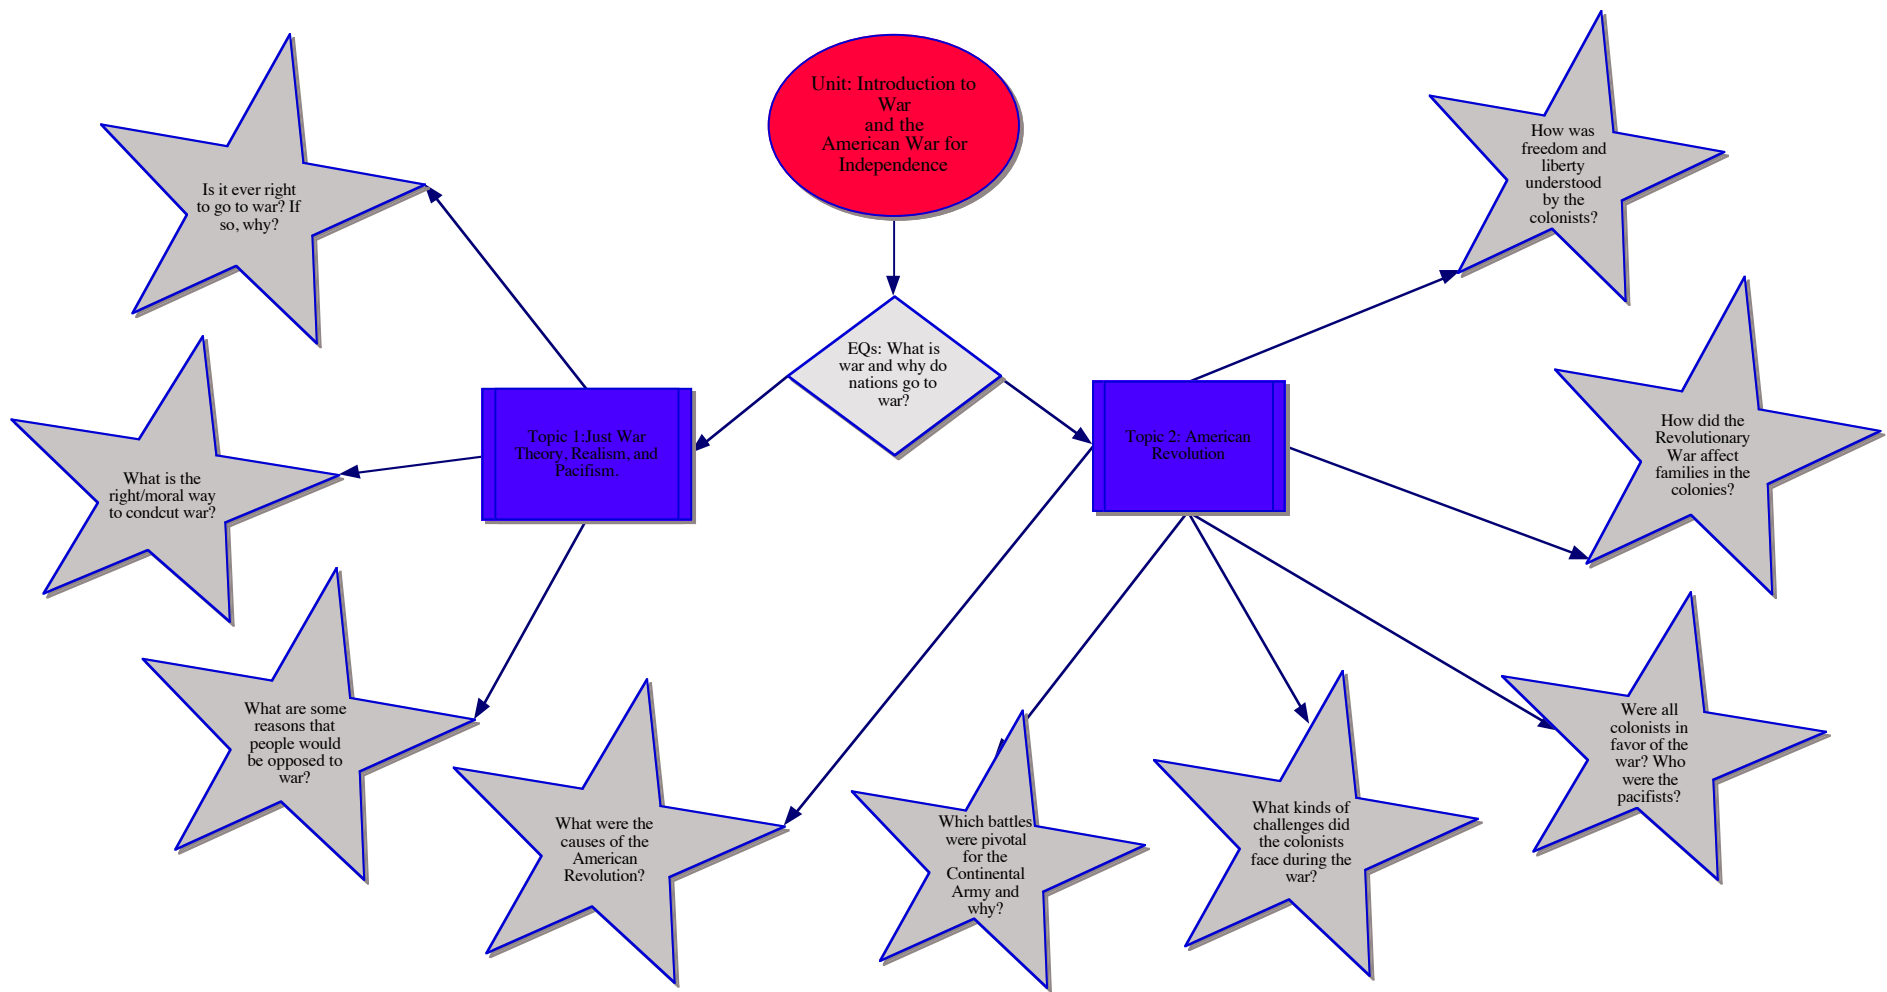 Unit: Introduction to
War
and the
American War for
Independence
EQs: What is
war and why do
nations go to
war?
Topic 1:Just War
Theory, Realism, and
Pacifism.
Topic 2: American
Revolution
Is it ever right
to go to war? If
so, why?
What is the
right/moral way
to condcut war?
What are some
reasons that
people would
be opposed to
war?
What were the
causes of the
American
Revolution?
Which battles
were pivotal
for the
Continental
Army and
why?
What kinds of
challenges did
the colonists
face during the
war?
Were all
colonists in
favor of the
war? Who
were the
pacifists?
How did the
Revolutionary
War affect
families in the
colonies?
How was
freedom and
liberty
understood
by the
colonists?